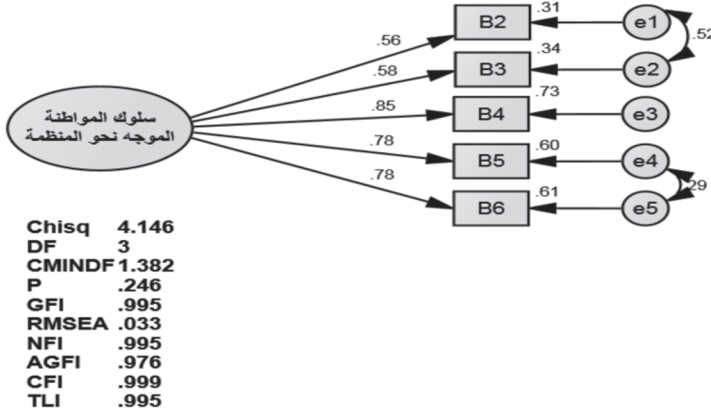 .31
B2
e1
.52
.56
.34
B3
e2
.58
.73
B4
e3
.85
سلوك المواطنة
الموجه نحو المنظمة
.60
B5
e4
.78
.29
.61
B6
e5
.78
Chisq 4.146
DF 3
CMINDF 1.382
P .246
GFI .995
RMSEA .033
NFI .995
AGFI .976
CFI .999
TLI .995